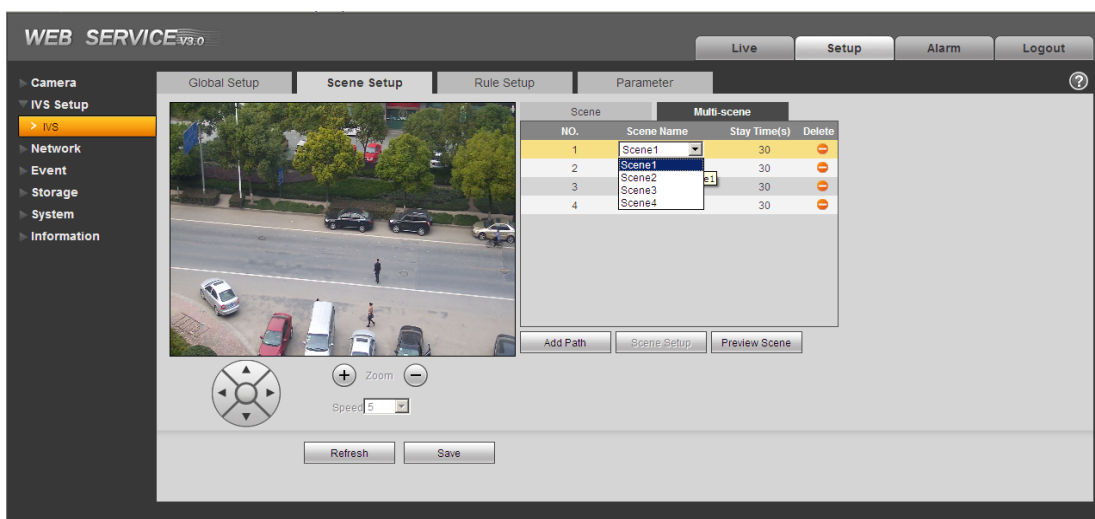 WEB SERVICE V3.0
Live Setup Alarm Logout
Camera
IVS Setup
IVS
Network
Event
Storage
System
Information
Global Setup Scene Setup Rule Setup Parameter
?
Scene Multi-scene
NO. Scene Name Stay Time(s) Delete
1 Scene1 30
2 30
3 30
4 30
Scene1
Scene2
Scene3
Scene4
e1
Add Path Scene Setup Preview Scene
Zoom
Speed 5
Refresh Save